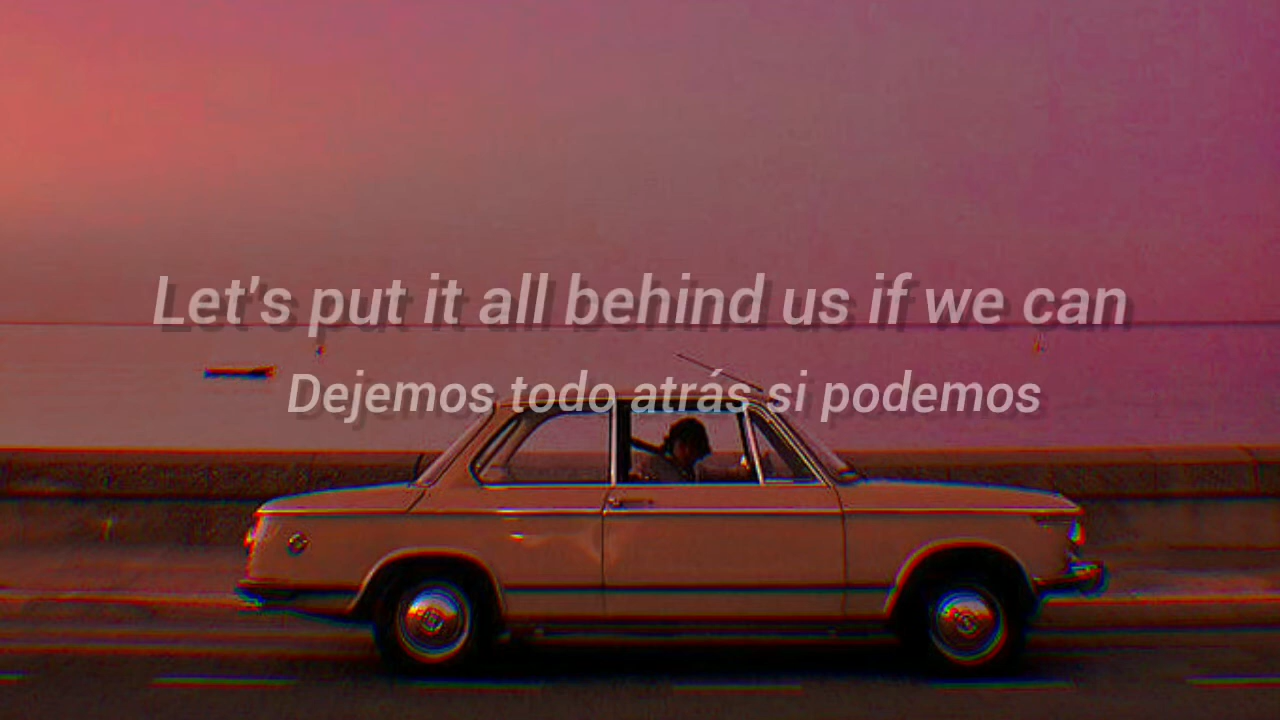 Let's put it all behind us if we can
Dejemos todo atrás si podemos